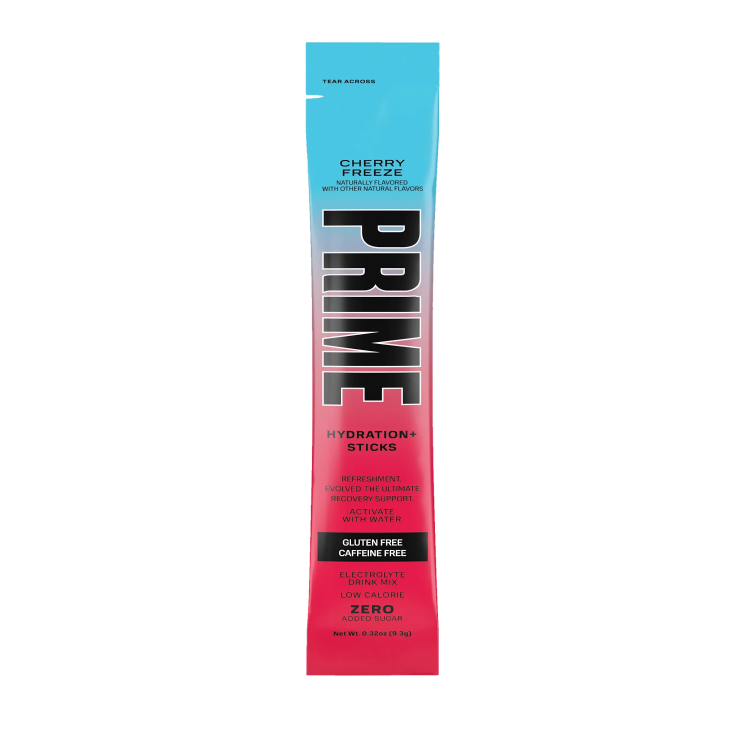 TEAR ACROSS
CHERRY
FREEZE
NATURALLY FLAVORED
WITH OTHER NATURAL FLAVORS
PRIME
HYDRATION+
STICKS
REFRESHMENT,
EVOLVED. THE ULTIMATE
RECOVERY SUPPORT.
ACTIVATE
WITH WATER
GLUTEN FREE
CAFFEINE FREE
ELECTROLYTE
DRINK MIX
LOW CALORIE
ZERO
ADDED SUGAR
Net Wt. 0.32oz (9.3g)